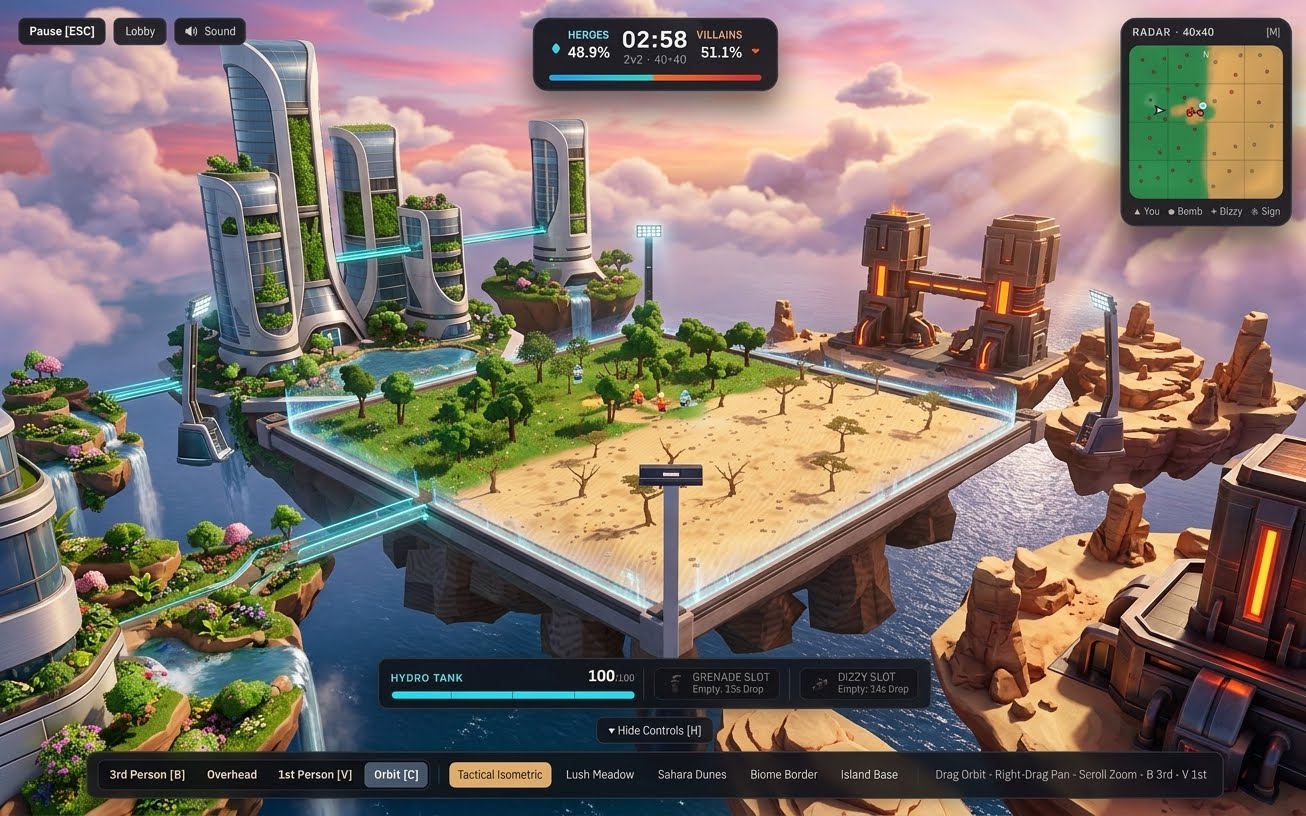 Pause [ESC]
Lobby
Sound
HEROES
48.9%
02:58
2v2 · 40+40
VILLAINS
51.1%
RADAR · 40x40
[M]
N
You
Bemb
Dizzy
Sign
HYDRO TANK
100/100
GRENADE SLOT
Empty. 15s Drop
DIZZY SLOT
Empty: 14s Drop
▾ Hide Controls [H]
3rd Person [B]
Overhead
1st Person [V]
Orbit [C]
Tactical Isometric
Lush Meadow
Sahara Dunes
Biome Border
Island Base
Drag Orbit - Right-Drag Pan - Scroll Zoom - B 3rd - V 1st